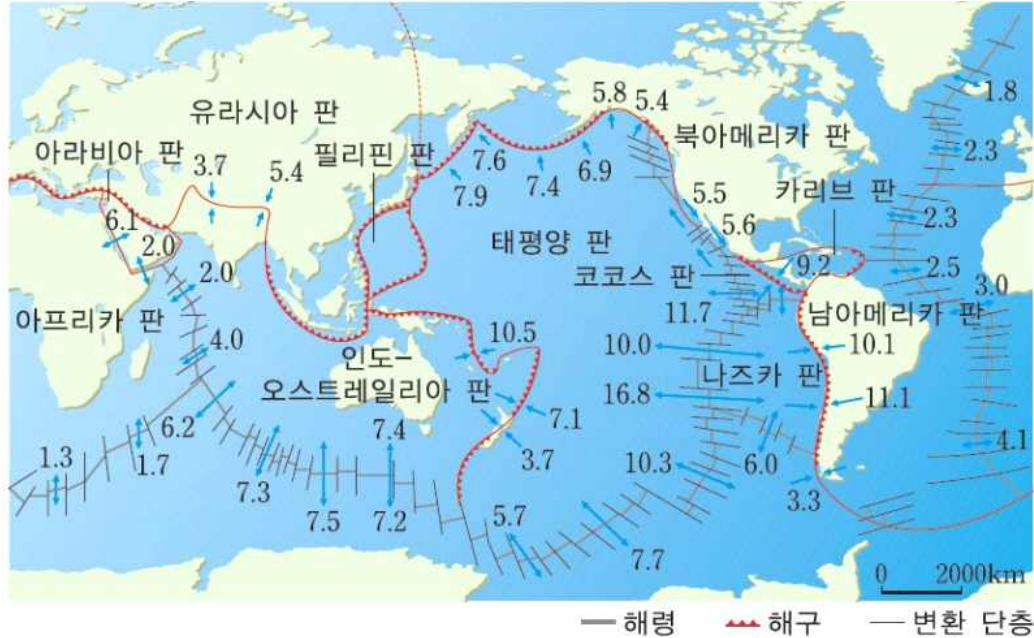 5.8 5.4
1.8
유라시아 판
북아메리카 판
아라비아 판
3.7
필리핀 판
7.6
6.9
2.3
5.4
7.9
7.4
카리브 판
5.5
6.1
2.0
5.6
2.3
태평양 판
2.0
코코스 판
9.2
2.5
3.0
아프리카 판
11.7
남아메리카 판
4.0
인도-
오스트레일리아 판
10.5
10.0
10.1
나즈카 판
16.8
11.1
6.2
7.4
7.1
1.3
1.7
3.7
10.3
6.0
4.1
7.3
3.3
7.5
7.2
5.7
7.7
0 2000km
해령 해구 변환 단층